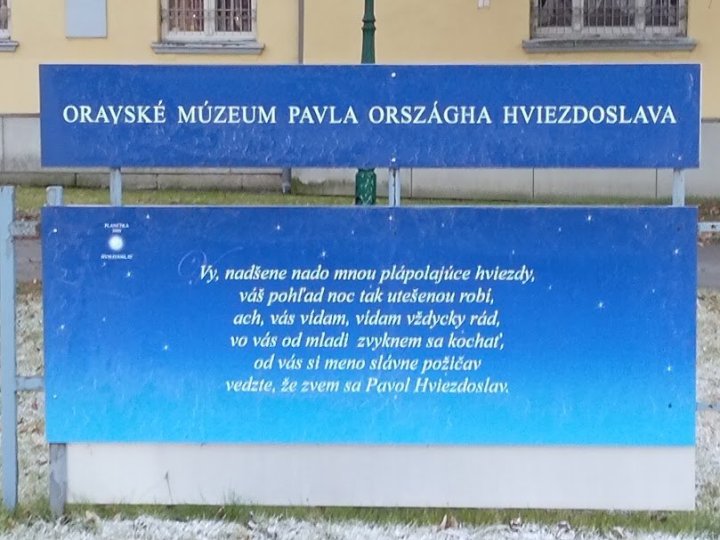 ORAVSKÉ MÚZEUM PAVLA ORSZÁGHA HVIEZDOSLAVA
PLANÉTKA
Vy, nadšene nado mnou plápolajúce hviezdy,
váš pohľad noc tak utešenou robí,
ach, vás vídam, vídam vždycky rád,
vo vás od mladi zvyknem sa kochať,
od vás si meno slávne požičav
vedzte, že zvem sa Pavol Hviezdoslav.